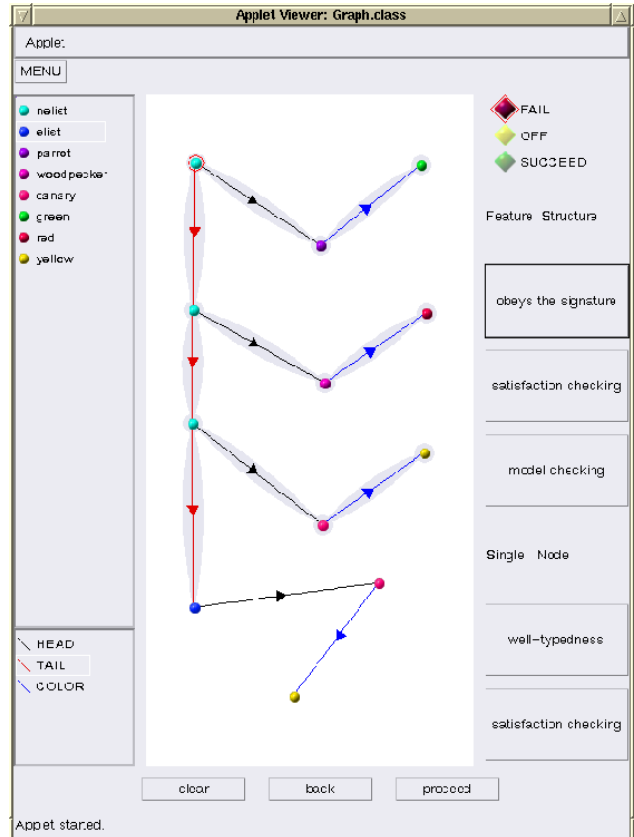 Applet Viewer: Graph.class
Applet
MENU
nelist
elist
parrot
woodpecker
canary
green
red
yellow
HEAD
TAIL
COLOR
FAIL
OFF
SUCCEED
Feature Structure
obeys the signature
satisfaction checking
model checking
Single Node
well-typedness
satisfaction checking
clear
back
proceed
Applet started.